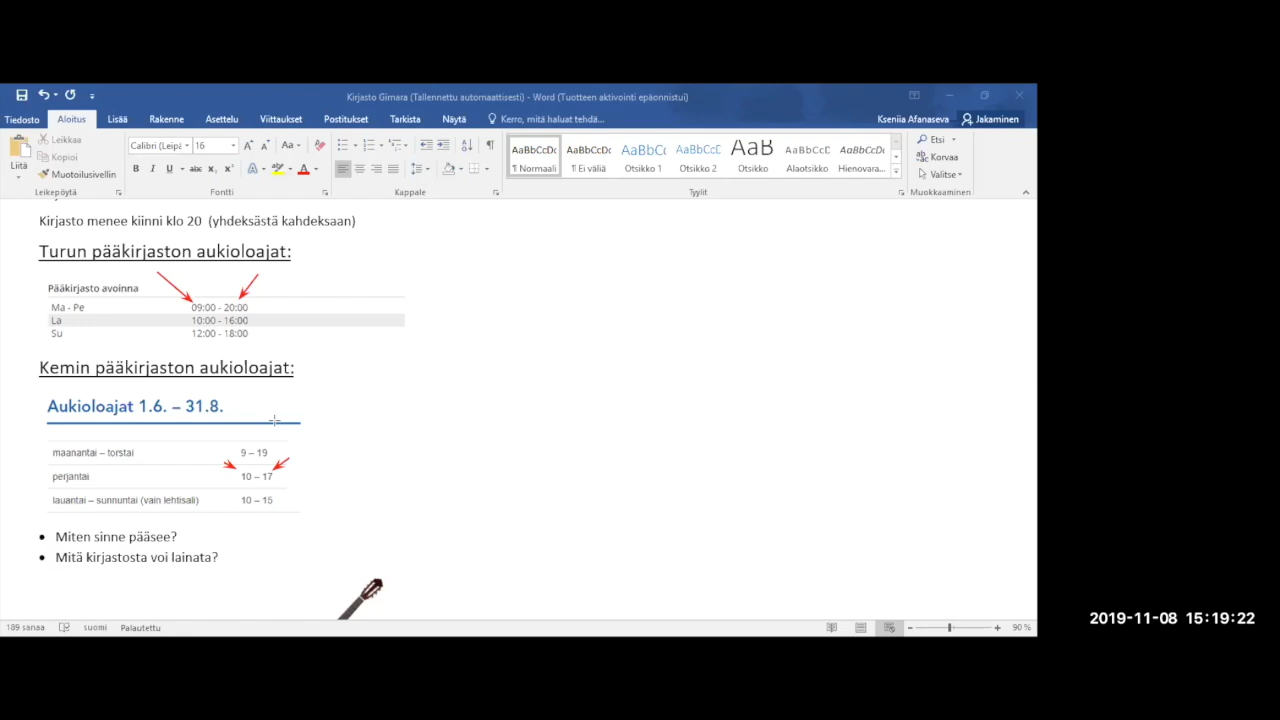 Kirjasto Gimara (Tallennettu automaattisesti) - Word (Tuotteen aktivointi epäonnistui)
Tiedosto Aloitus Lisää Rakenne Asettelu Viittaukset Postitukset Tarkista Näytä Kerro, mitä haluat tehdä... Kseniia Afanaseva Jakaminen
Liitä
Leikkaa
Kopioi
Muotoilusivellin
Leikepöytä
Calibri (Leipä 16
Fontti
Kappale
AaBbCcDc AaBbCcDc AaBbCc AaBbCcD AaB AaBbCcD AaBbCcDc
¶ Normaali ¶ Ei väliä Otsikko 1 Otsikko 2 Otsikko Alaotsikko Hienovara...
Tyylit
Etsi
Korvaa
Valitse
Muokkaaminen
Kirjasto menee kiinni klo 20 (yhdeksästä kahdeksaan)
Turun pääkirjaston aukioloajat:
Pääkirjasto avoinna
Ma - Pe 09:00 - 20:00
La 10:00 - 16:00
Su 12:00 - 18:00
Kemin pääkirjaston aukioloajat:
Aukioloajat 1.6. – 31.8.
maanantai – torstai 9 – 19
perjantai 10 – 17
lauantai – sunnuntai (vain lehtisali) 10 – 15
• Miten sinne pääsee?
• Mitä kirjastosta voi lainata?
189 sanaa suomi Palautettu 90 %
2019-11-08 15:19:22